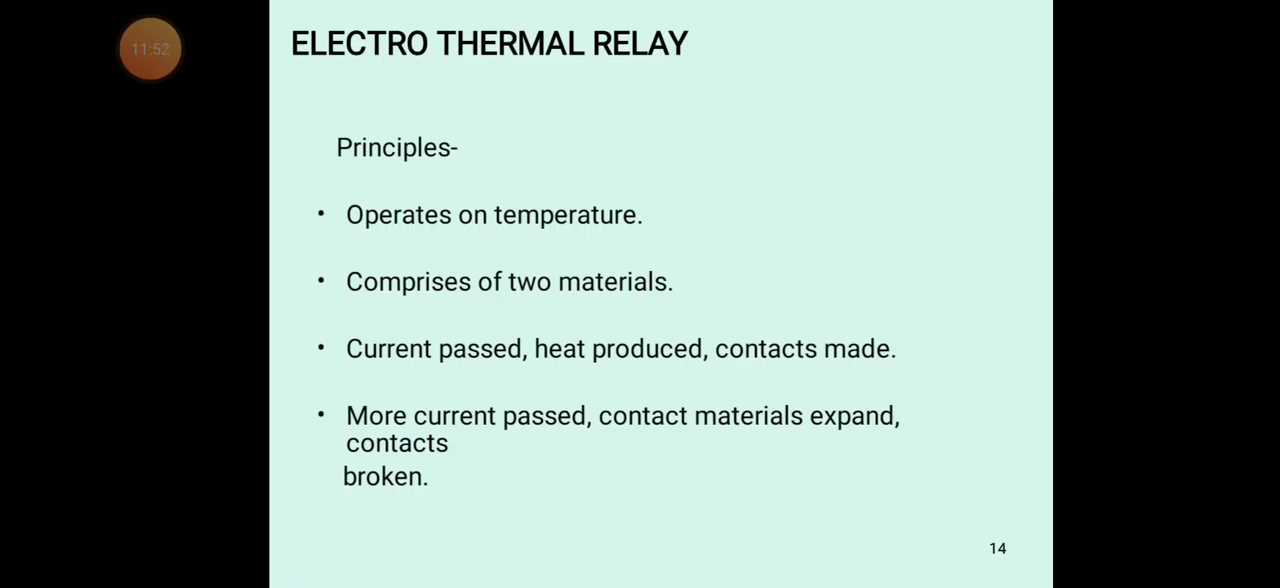 11:52
ELECTRO THERMAL RELAY
Principles-
• Operates on temperature.
• Comprises of two materials.
• Current passed, heat produced, contacts made.
• More current passed, contact materials expand,
contacts
broken.
14